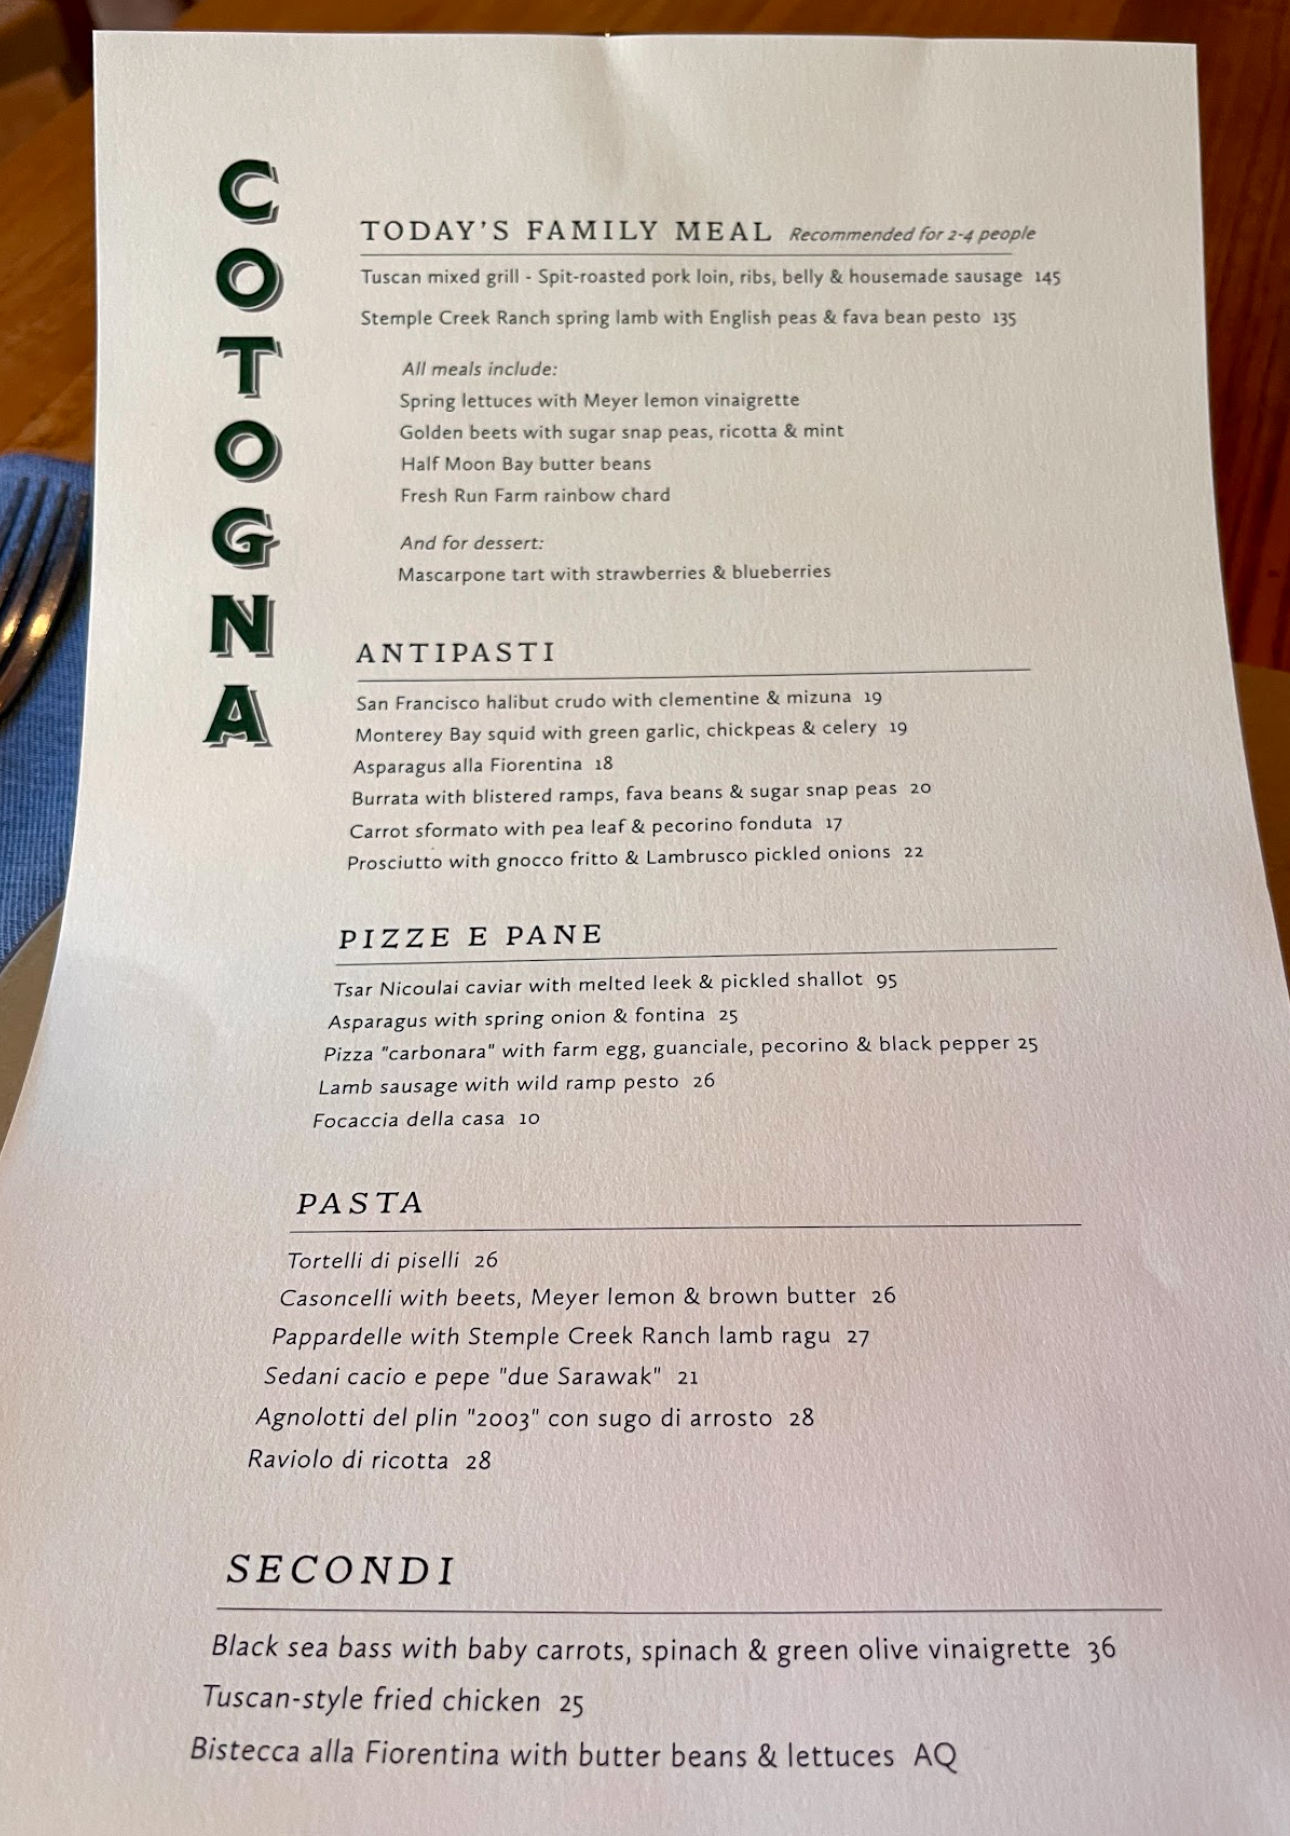 COTOGNA
TODAY'S FAMILY MEAL Recommended for 2-4 people
Tuscan mixed grill - Spit-roasted pork loin, ribs, belly & housemade sausage 145
Stemple Creek Ranch spring lamb with English peas & fava bean pesto 135
All meals include:
Spring lettuces with Meyer lemon vinaigrette
Golden beets with sugar snap peas, ricotta & mint
Half Moon Bay butter beans
Fresh Run Farm rainbow chard
And for dessert:
Mascarpone tart with strawberries & blueberries
ANTIPASTI
San Francisco halibut crudo with clementine & mizuna 19
Monterey Bay squid with green garlic, chickpeas & celery 19
Asparagus alla Fiorentina 18
Burrata with blistered ramps, fava beans & sugar snap peas 20
Carrot sformato with pea leaf & pecorino fonduta 17
Prosciutto with gnocco fritto & Lambrusco pickled onions 22
PIZZE E PANE
Tsar Nicoulai caviar with melted leek & pickled shallot 95
Asparagus with spring onion & fontina 25
Pizza "carbonara" with farm egg, guanciale, pecorino & black pepper 25
Lamb sausage with wild ramp pesto 26
Focaccia della casa 10
PASTA
Tortelli di piselli 26
Casoncelli with beets, Meyer lemon & brown butter 26
Pappardelle with Stemple Creek Ranch lamb ragu 27
Sedani cacio e pepe "due Sarawak" 21
Agnolotti del plin "2003" con sugo di arrosto 28
Raviolo di ricotta 28
SECONDI
Black sea bass with baby carrots, spinach & green olive vinaigrette 36
Tuscan-style fried chicken 25
Bistecca alla Fiorentina with butter beans & lettuces AQ